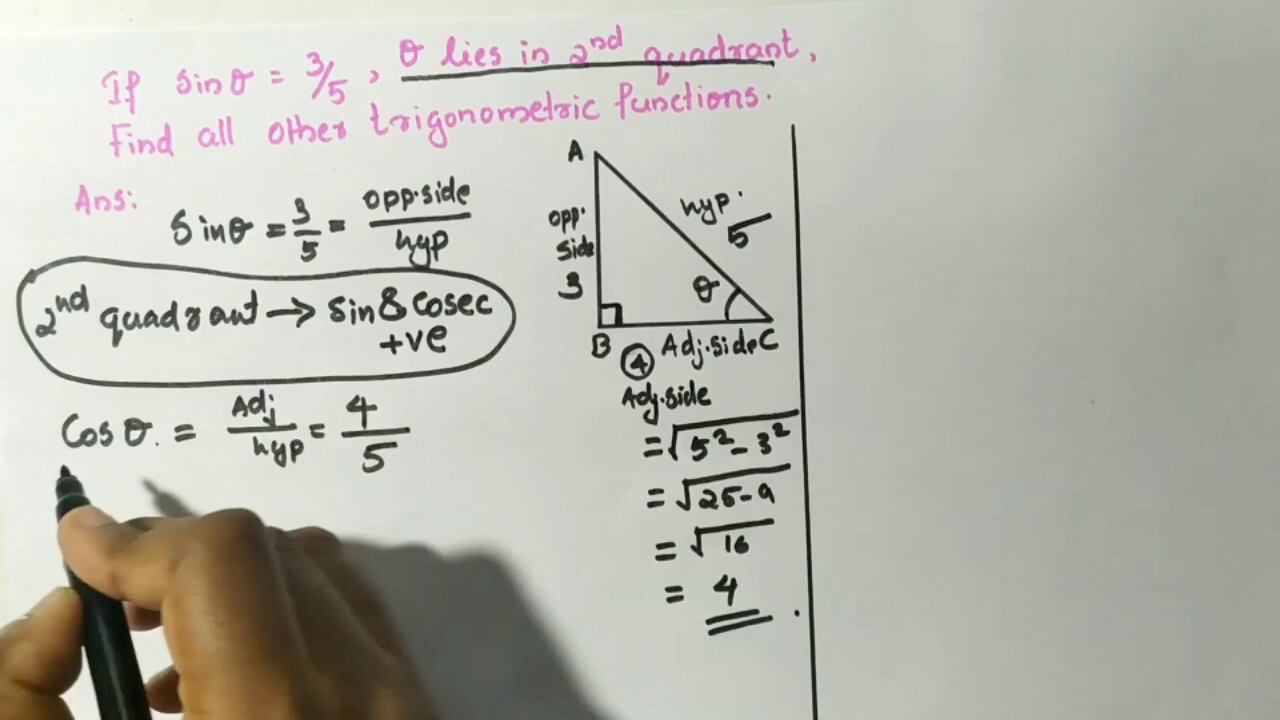 If sinθ = 3/5, θ lies in 2nd quadrant,
Find all other trigonometric functions.
Ans:
Sinθ = 3/5 = opp.side/hyp
2nd quadrant → sin & cosec
+ve
Cos θ. = Adj/hyp = 4/5
A
opp.
side
3
hyp.
5
θ
B
4
Adj.side
C
Adj.side
= √5² - 3²
= √25-9
= √16
= 4